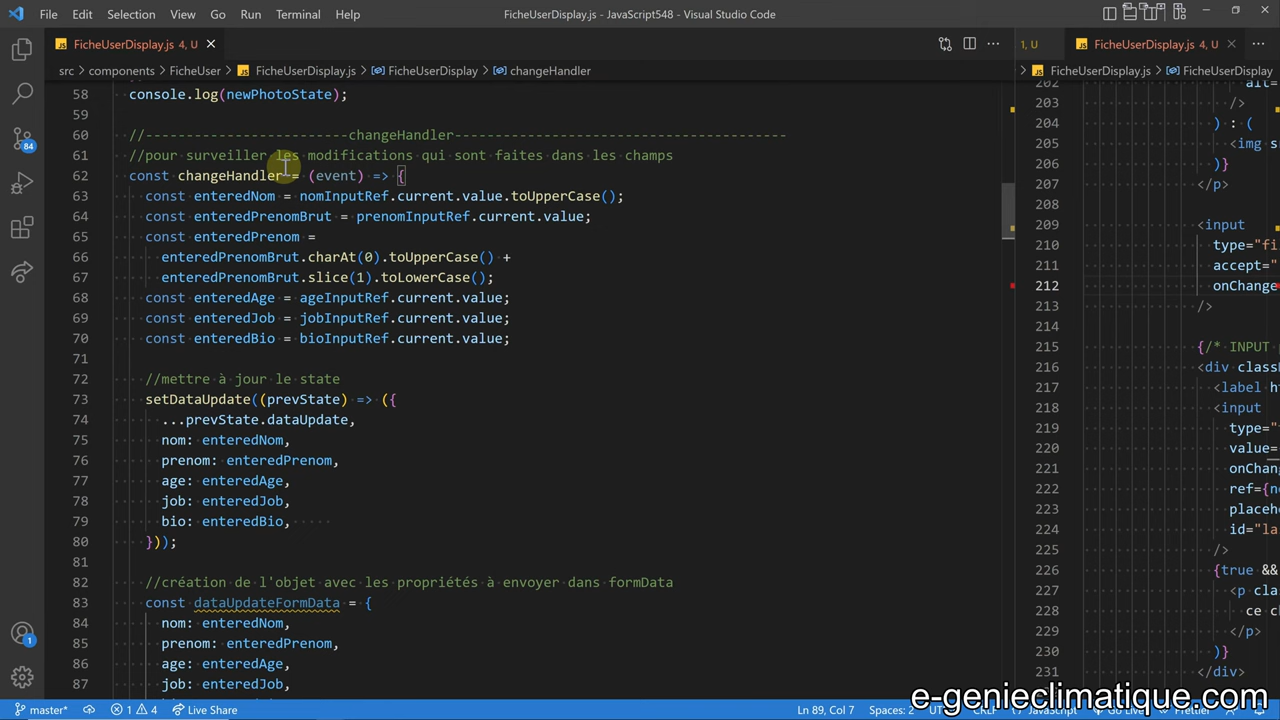 File Edit Selection View Go Run Terminal Help FicheUserDisplay.js - JavaScript548 - Visual Studio Code
JS FicheUserDisplay.js 4, U
1, U JS FicheUserDisplay.js 4, U
src > components > FicheUser > JS FicheUserDisplay.js > FicheUserDisplay > changeHandler
JS FicheUserDisplay.js > FicheUserDisplay
58 console.log(newPhotoState);
59
60 //-------------------------changeHandler-----------------------------------------
61 //pour surveiller les modifications qui sont faites dans les champs
62 const changeHandler = (event) => {
63 const enteredNom = nomInputRef.current.value.toUpperCase();
64 const enteredPrenomBrut = prenomInputRef.current.value;
65 const enteredPrenom =
66 enteredPrenomBrut.charAt(0).toUpperCase() +
67 enteredPrenomBrut.slice(1).toLowerCase();
68 const enteredAge = ageInputRef.current.value;
69 const enteredJob = jobInputRef.current.value;
70 const enteredBio = bioInputRef.current.value;
71
72 //mettre à jour le state
73 setDataUpdate((prevState) => ({
74 ...prevState.dataUpdate,
75 nom: enteredNom,
76 prenom: enteredPrenom,
77 age: enteredAge,
78 job: enteredJob,
79 bio: enteredBio,
80 }));
81
82 //création de l'objet avec les propriétés à envoyer dans formData
83 const dataUpdateFormData = {
84 nom: enteredNom,
85 prenom: enteredPrenom,
86 age: enteredAge,
87 job: enteredJob,
202 alt=
203 />
204 ) : (
205 <img s
206 )}
207 </p>
208
209 <input
210 type="fi
211 accept="
212 onChange
213 />
214
215 {/* INPUT
216 <div class
217 <label h
218 <input
219 type="
220 value=
221 onChan
222 ref={n
223 placeh
224 id="la
225 />
226 {true &&
227 <p cla
228 ce c
229 </p>
230 )}
231 </div>
84
1
master* 1 4 Live Share Ln 89, Col 7 Spaces: 2
e-genieclimatique.com